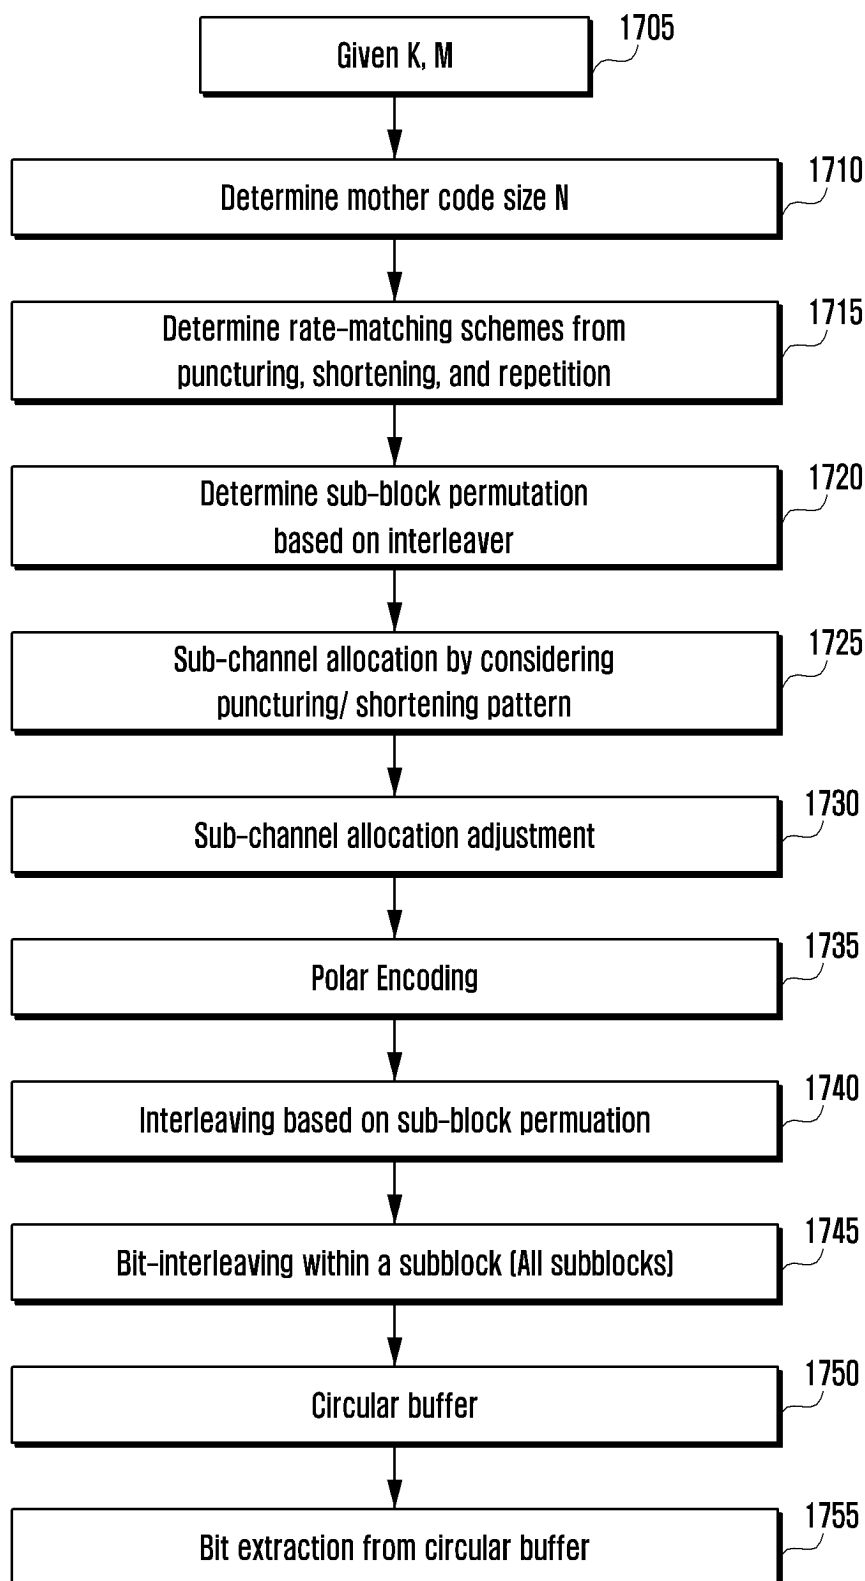 1705
Given K, M
1710
Determine mother code size N
1715
Determine rate-matching schemes from
puncturing, shortening, and repetition
1720
Determine sub-block permutation
based on interleaver
1725
Sub-channel allocation by considering
puncturing/ shortening pattern
1730
Sub-channel allocation adjustment
1735
Polar Encoding
1740
Interleaving based on sub-block permuation
1745
Bit-interleaving within a subblock (All subblocks)
1750
Circular buffer
1755
Bit extraction from circular buffer